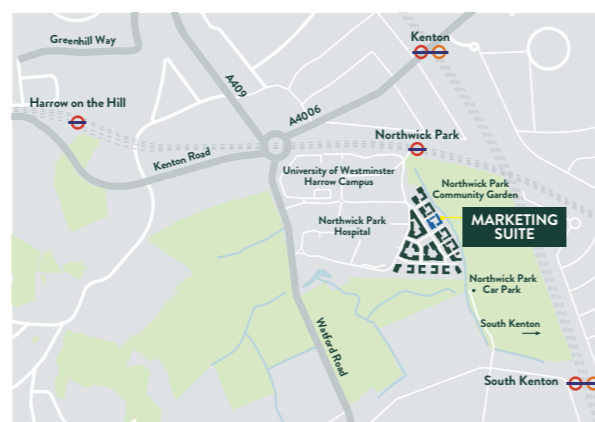 Greenhill Way
Kenton
A409
Harrow on the Hill
A4006
Northwick Park
Kenton Road
University of Westminster
Harrow Campus
Northwick Park
Community Garden
Northwick Park
Hospital
MARKETING
SUITE
Northwick Park
Car Park
South Kenton
Watford Road
South Kenton